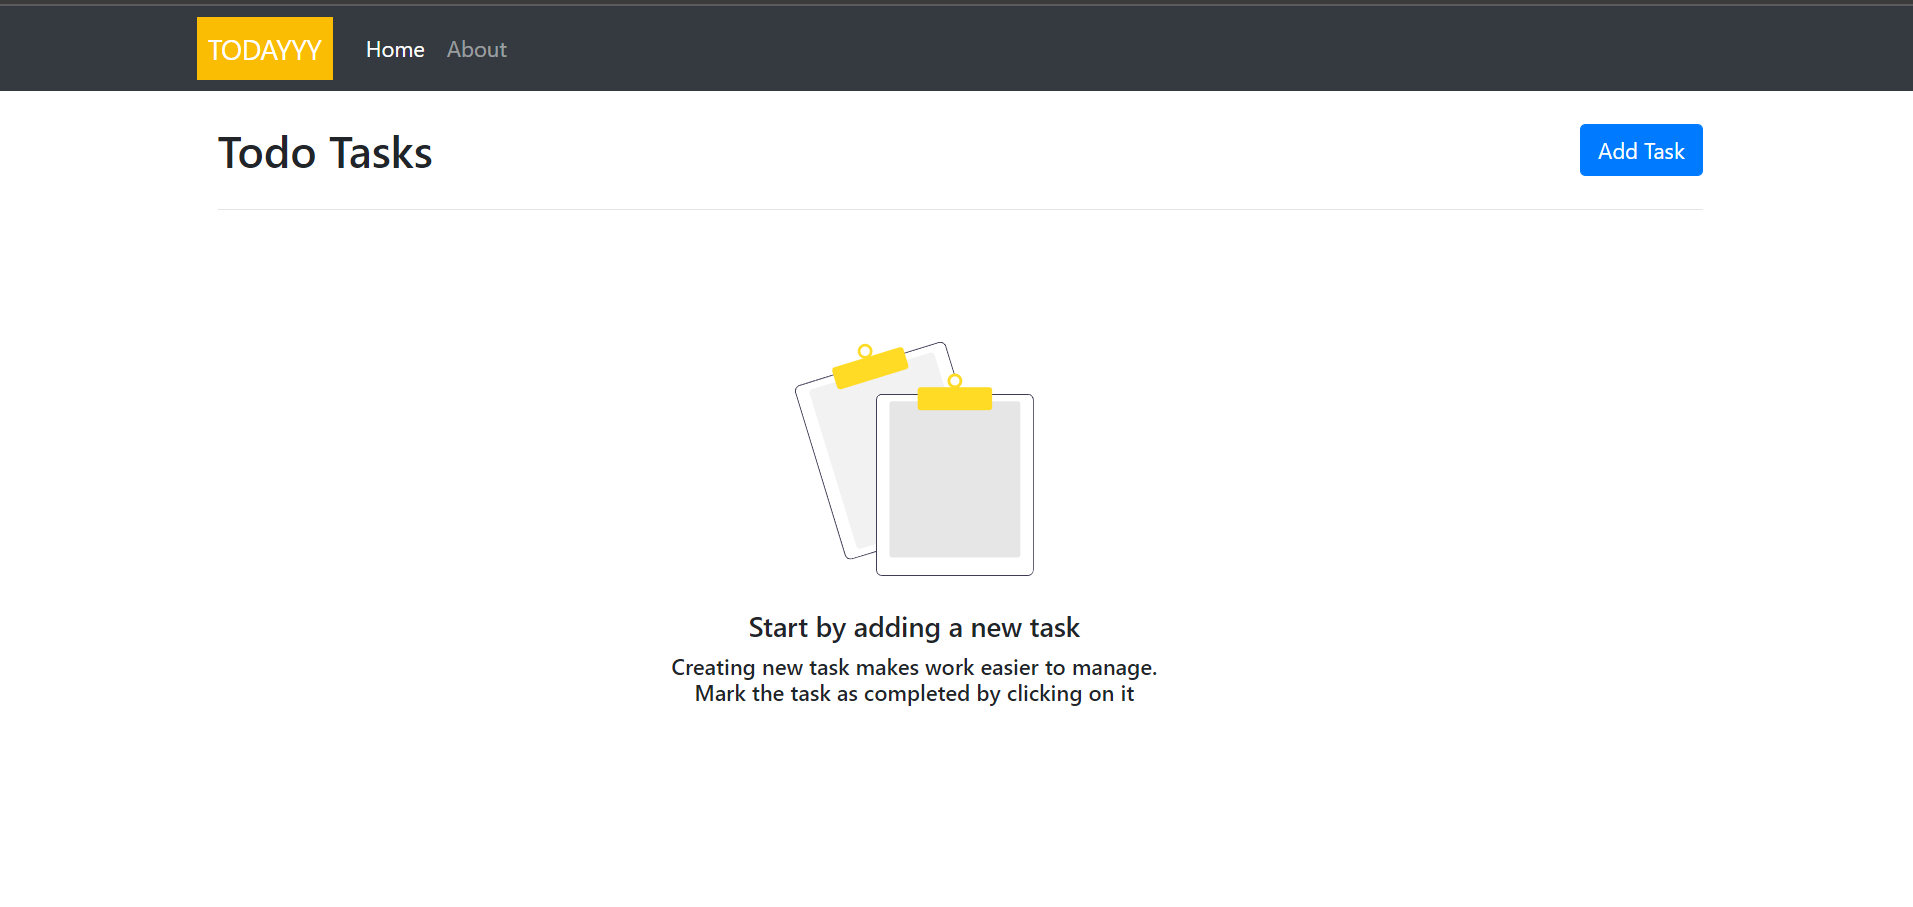 TODAYYY Home About
Todo Tasks
Add Task
Start by adding a new task
Creating new task makes work easier to manage.
Mark the task as completed by clicking on it